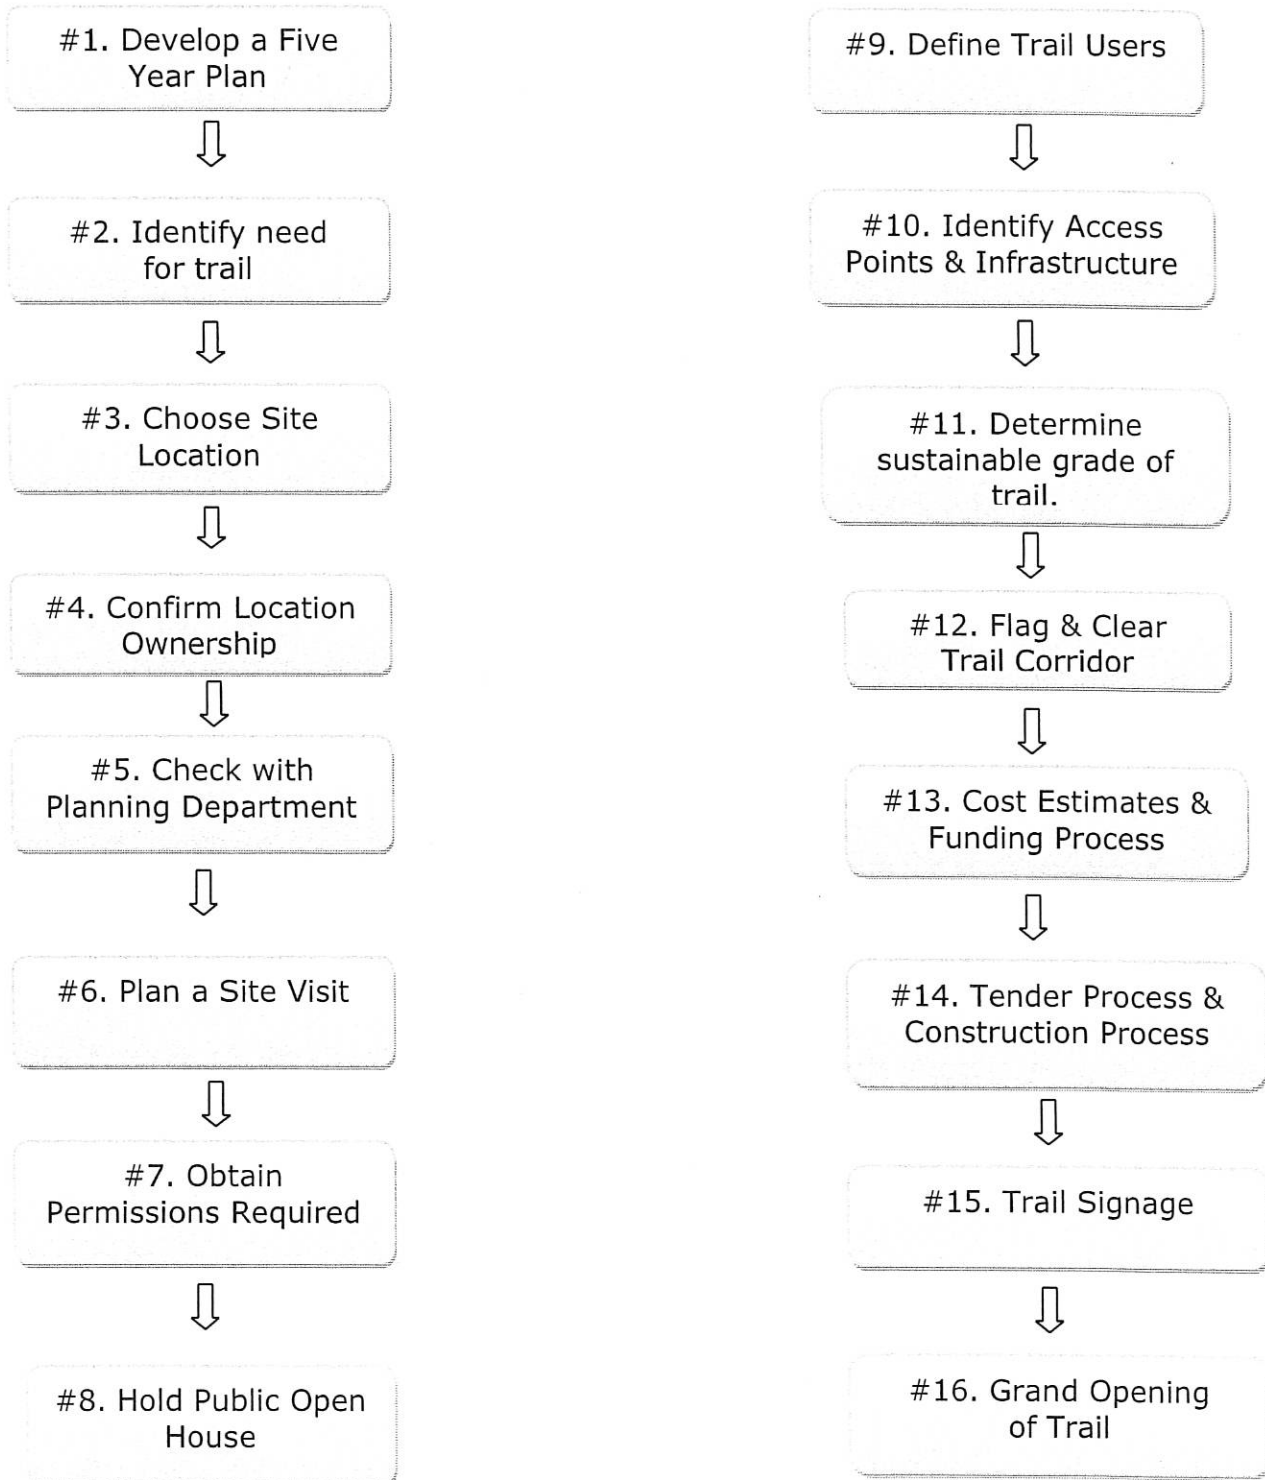 #1. Develop a Five
Year Plan
#2. Identify need
for trail
#3. Choose Site
Location
#4. Confirm Location
Ownership
#5. Check with
Planning Department
#6. Plan a Site Visit
#7. Obtain
Permissions Required
#8. Hold Public Open
House
#9. Define Trail Users
#10. Identify Access
Points & Infrastructure
#11. Determine
sustainable grade of
trail.
#12. Flag & Clear
Trail Corridor
#13. Cost Estimates &
Funding Process
#14. Tender Process &
Construction Process
#15. Trail Signage
#16. Grand Opening
of Trail